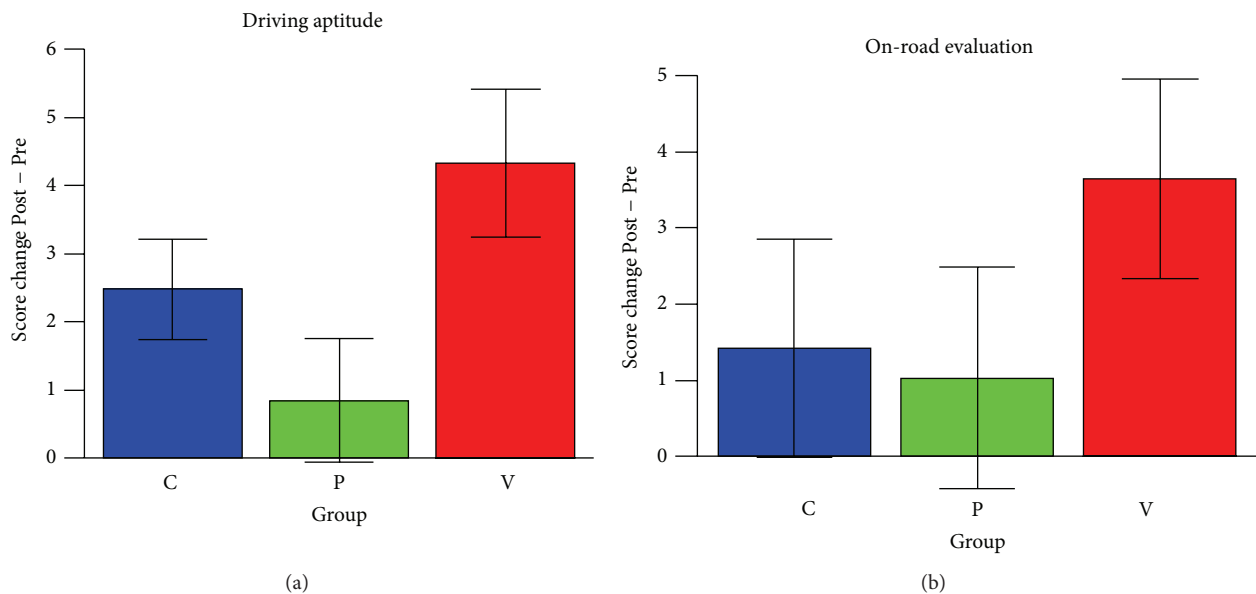 Driving aptitude
6
5
4
3
2
1
0
Score change Post − Pre
C P V
Group
(a)
On-road evaluation
5
4
3
2
1
0
Score change Post − Pre
C P V
Group
(b)